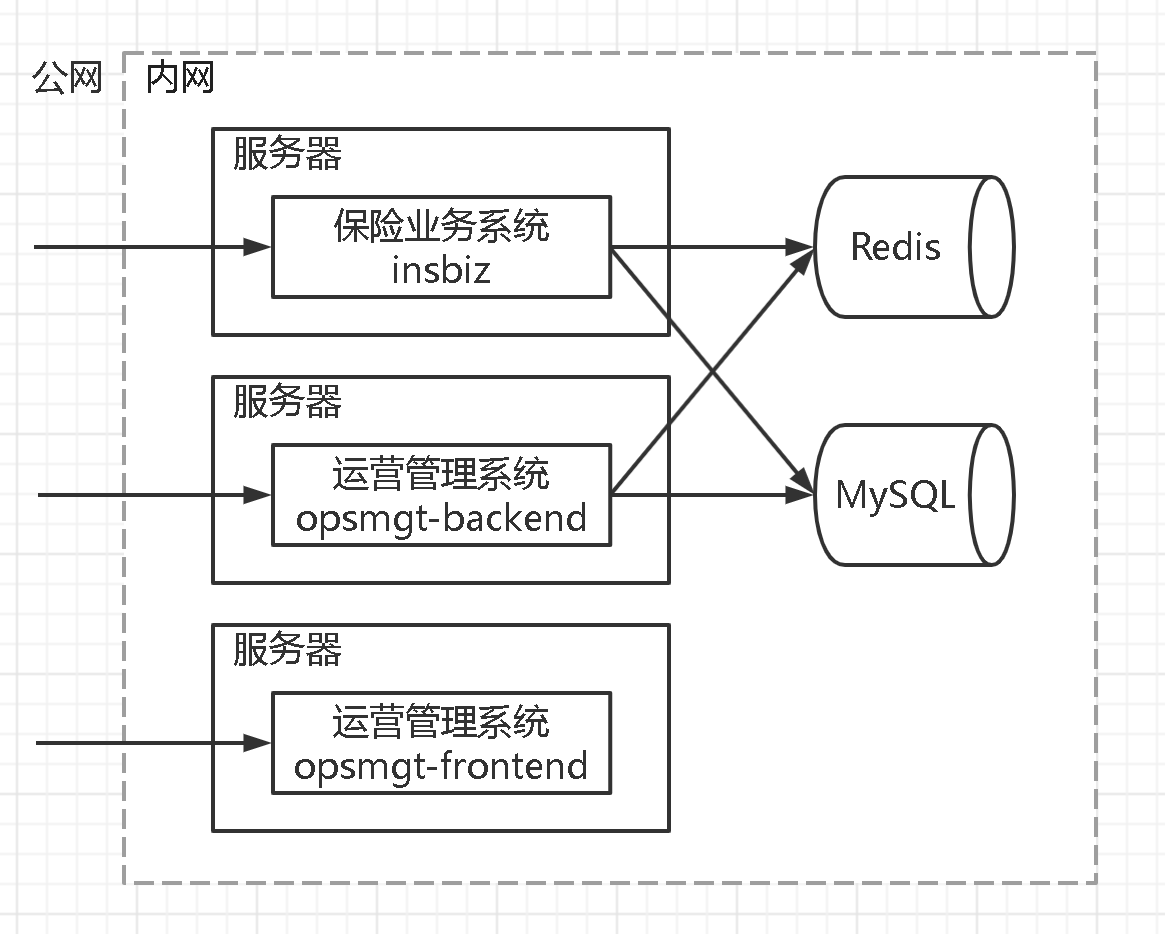 公网
内网
服务器
保险业务系统
insbiz
Redis
服务器
运营管理系统
opsmgt-backend
MySQL
服务器
运营管理系统
opsmgt-frontend